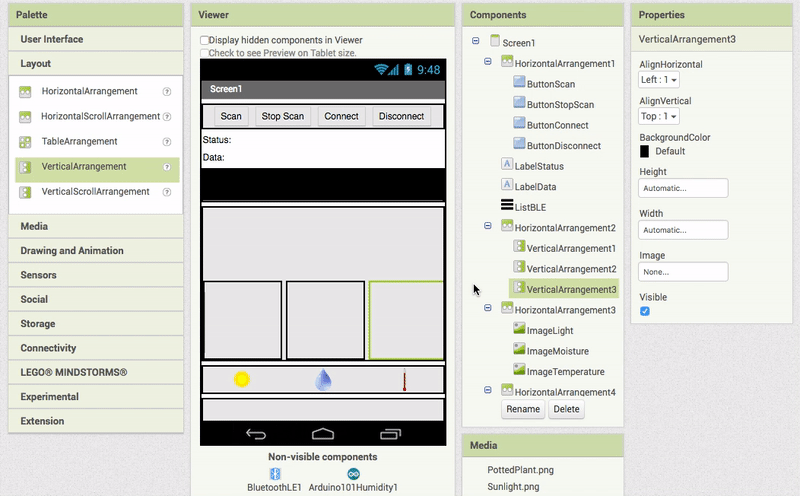 Palette
User Interface
Layout
HorizontalArrangement
HorizontalScrollArrangement
TableArrangement
VerticalArrangement
VerticalScrollArrangement
Media
Drawing and Animation
Sensors
Social
Storage
Connectivity
LEGO® MINDSTORMS®
Experimental
Extension
Viewer
Display hidden components in Viewer
Check to see Preview on Tablet size.
9:48
Screen1
Scan Stop Scan Connect Disconnect
Status:
Data:
Non-visible components
BluetoothLE1 Arduino101Humidity1
Components
Screen1
HorizontalArrangement1
ButtonScan
ButtonStopScan
ButtonConnect
ButtonDisconnect
LabelStatus
LabelData
ListBLE
HorizontalArrangement2
VerticalArrangement1
VerticalArrangement2
VerticalArrangement3
HorizontalArrangement3
ImageLight
ImageMoisture
ImageTemperature
HorizontalArrangement4
Rename Delete
Media
PottedPlant.png
Sunlight.png
Properties
VerticalArrangement3
AlignHorizontal
Left : 1
AlignVertical
Top : 1
BackgroundColor
Default
Height
Automatic...
Width
Automatic...
Image
None...
Visible